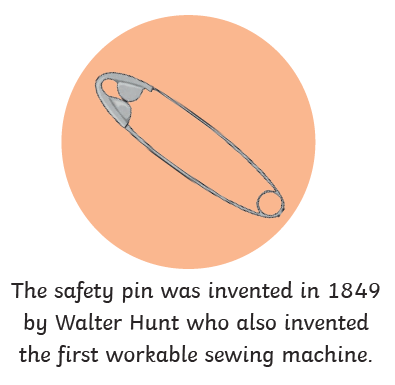 The safety pin was invented in 1849
by Walter Hunt who also invented
the first workable sewing machine.